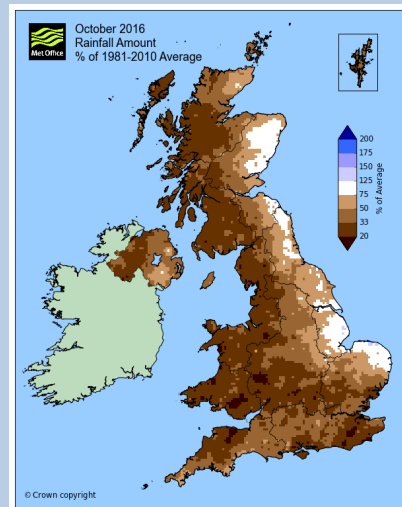 Met Office
October 2016
Rainfall Amount
% of 1981-2010 Average
200
175
150
125
75
50
33
20
% of Average
© Crown copyright